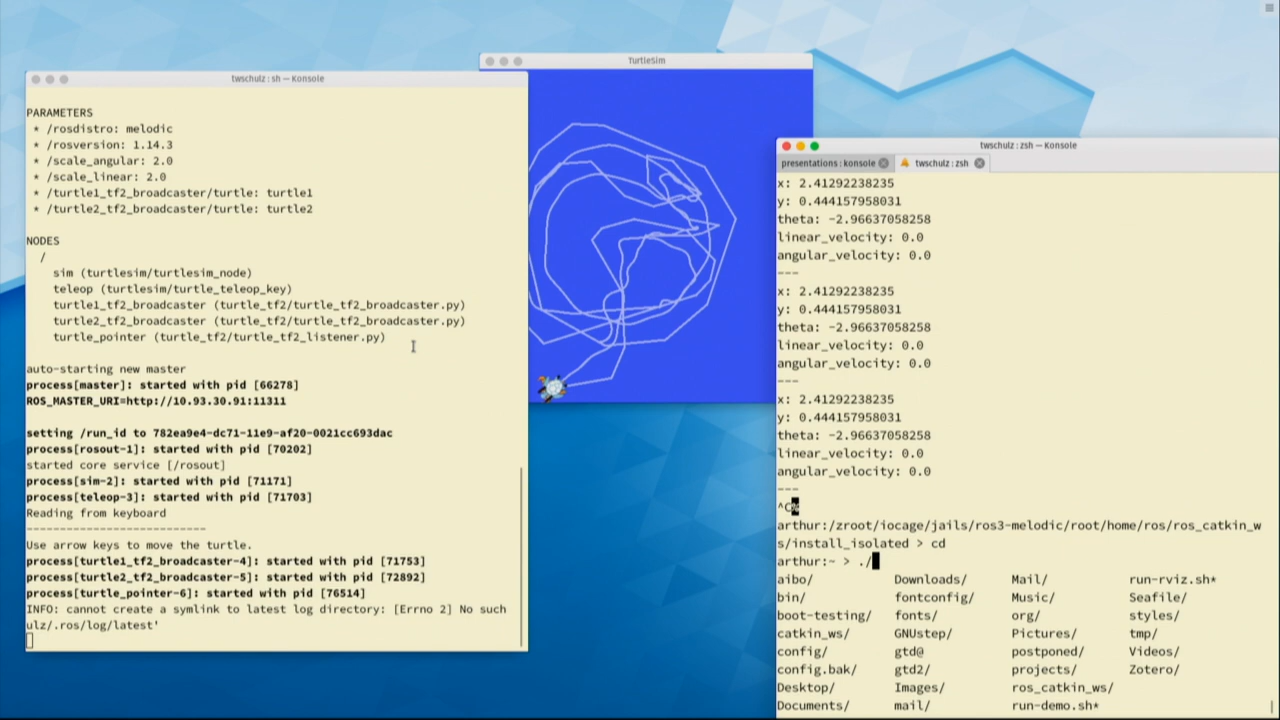 twschulz : sh — Konsole
PARAMETERS
* /rosdistro: melodic
* /rosversion: 1.14.3
* /scale_angular: 2.0
* /scale_linear: 2.0
* /turtle1_tf2_broadcaster/turtle: turtle1
* /turtle2_tf2_broadcaster/turtle: turtle2
NODES
/
sim (turtlesim/turtlesim_node)
teleop (turtlesim/turtle_teleop_key)
turtle1_tf2_broadcaster (turtle_tf2/turtle_tf2_broadcaster.py)
turtle2_tf2_broadcaster (turtle_tf2/turtle_tf2_broadcaster.py)
turtle_pointer (turtle_tf2/turtle_tf2_listener.py)
auto-starting new master
process[master]: started with pid [66278]
ROS_MASTER_URI=http://10.93.30.91:11311
setting /run_id to 782ea9e4-dc71-11e9-af20-0021cc693dac
process[rosout-1]: started with pid [70202]
started core service [/rosout]
process[sim-2]: started with pid [71171]
process[teleop-3]: started with pid [71703]
Reading from keyboard
---------------------------
Use arrow keys to move the turtle.
process[turtle1_tf2_broadcaster-4]: started with pid [71753]
process[turtle2_tf2_broadcaster-5]: started with pid [72892]
process[turtle_pointer-6]: started with pid [76514]
INFO: cannot create a symlink to latest log directory: [Errno 2] No such
ulz/.ros/log/latest'
TurtleSim
twschulz : zsh — Konsole
presentations : konsole
twschulz : zsh
x: 2.41292238235
y: 0.444157958031
theta: -2.96637058258
linear_velocity: 0.0
angular_velocity: 0.0
---
x: 2.41292238235
y: 0.444157958031
theta: -2.96637058258
linear_velocity: 0.0
angular_velocity: 0.0
---
x: 2.41292238235
y: 0.444157958031
theta: -2.96637058258
linear_velocity: 0.0
angular_velocity: 0.0
---
^C%
arthur:/zroot/iocage/jails/ros3-melodic/root/home/ros/ros_catkin_w
s/install_isolated > cd
arthur:~ > ./
aibo/ Downloads/ Mail/ run-rviz.sh*
bin/ fontconfig/ Music/ Seafile/
boot-testing/ fonts/ org/ styles/
catkin_ws/ GNUstep/ Pictures/ tmp/
config/ gtd@ postponed/ Videos/
config.bak/ gtd2/ projects/ Zotero/
Desktop/ Images/ ros_catkin_ws/
Documents/ mail/ run-demo.sh*